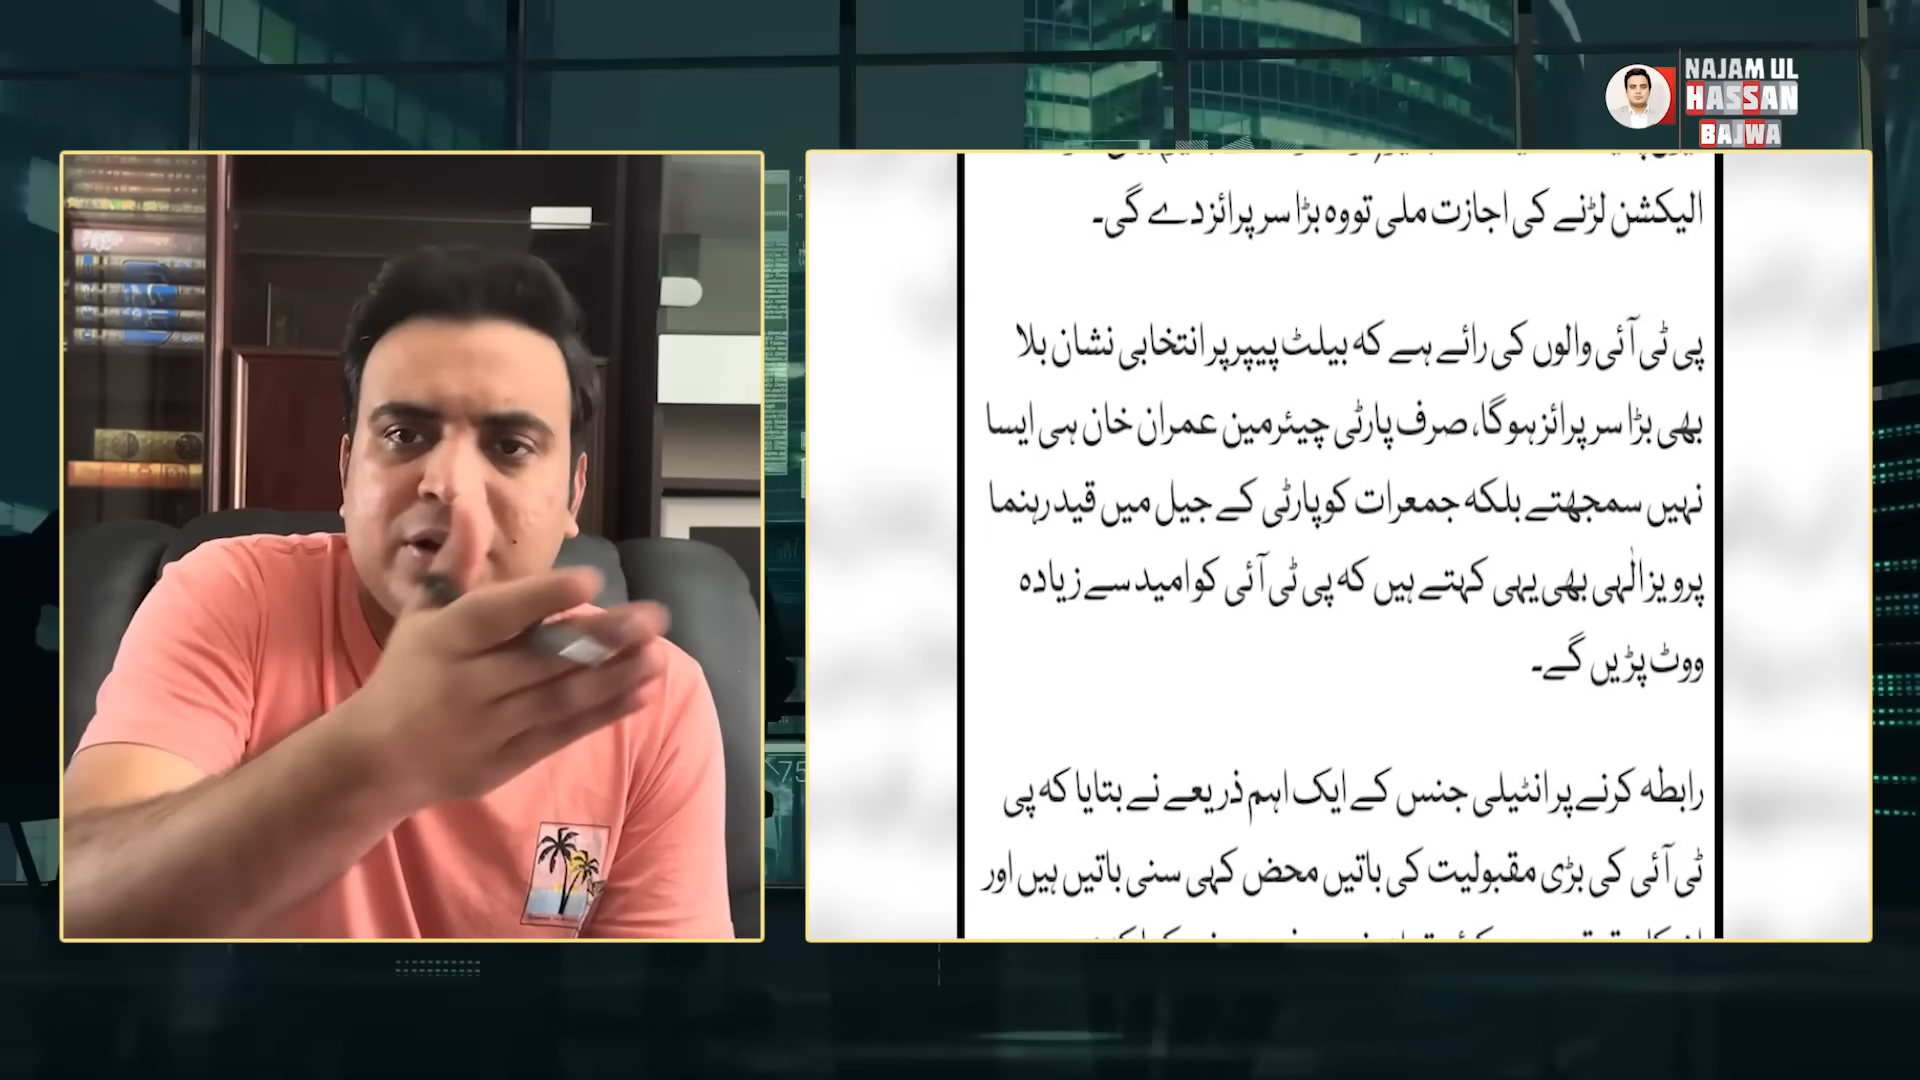 NAJAM UL
HASSAN
BAJWA
الیکشن لڑنے کی اجازت ملی تو وہ بڑا سرپرائز دے گی۔
پی ٹی آئی والوں کی رائے ہے کہ بیلٹ پیپر پر انتخابی نشان بلا
بھی بڑا سرپرائز ہوگا، صرف پارٹی چیئرمین عمران خان ہی ایسا
نہیں سمجھتے بلکہ جمعرات کو پارٹی کے جیل میں قید رہنما
پرویز الٰہی بھی یہی کہتے ہیں کہ پی ٹی آئی کو امید سے زیادہ
ووٹ پڑیں گے۔
رابطہ کرنے پر انٹیلی جنس کے ایک اہم ذریعے نے بتایا کہ پی
ٹی آئی کی بڑی مقبولیت کی باتیں محض کہی سنی باتیں ہیں اور